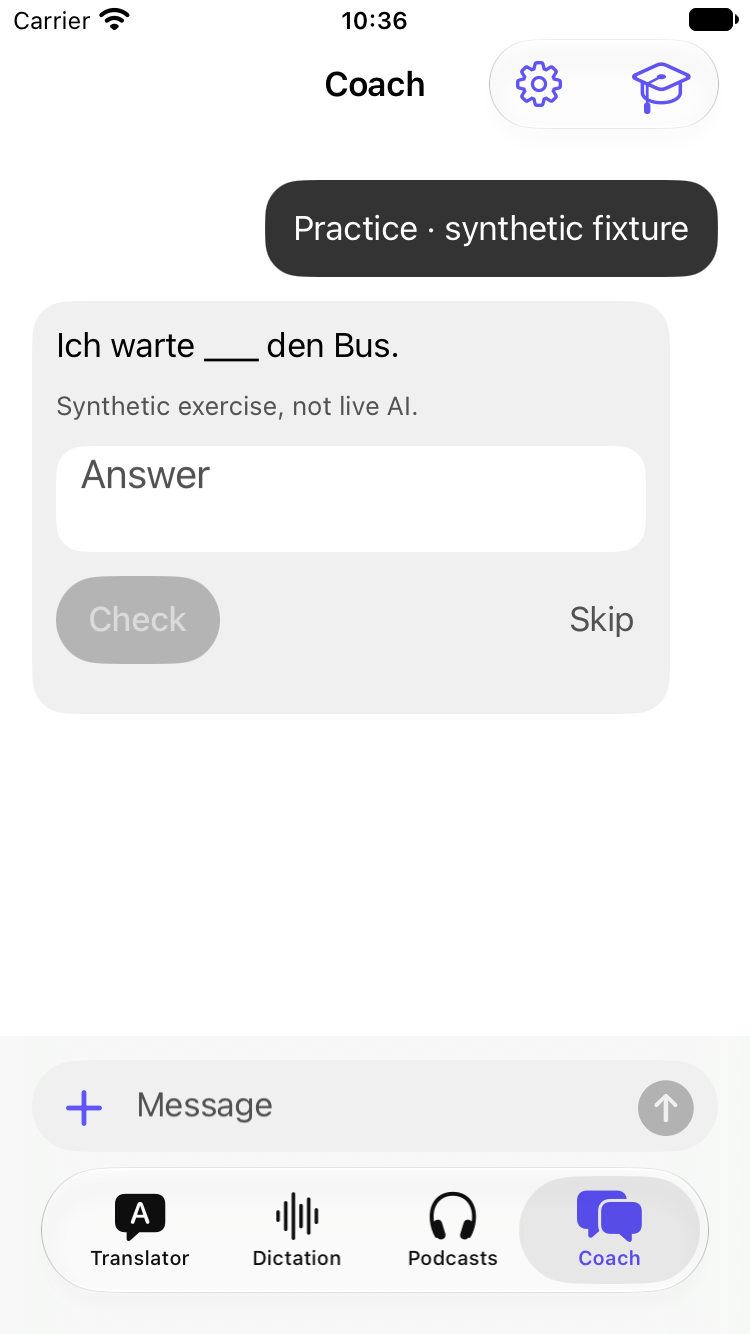 Carrier 10:36
Coach
Practice · synthetic fixture
Ich warte ___ den Bus.
Synthetic exercise, not live AI.
Answer
Check Skip
Message
A
Translator Dictation Podcasts Coach